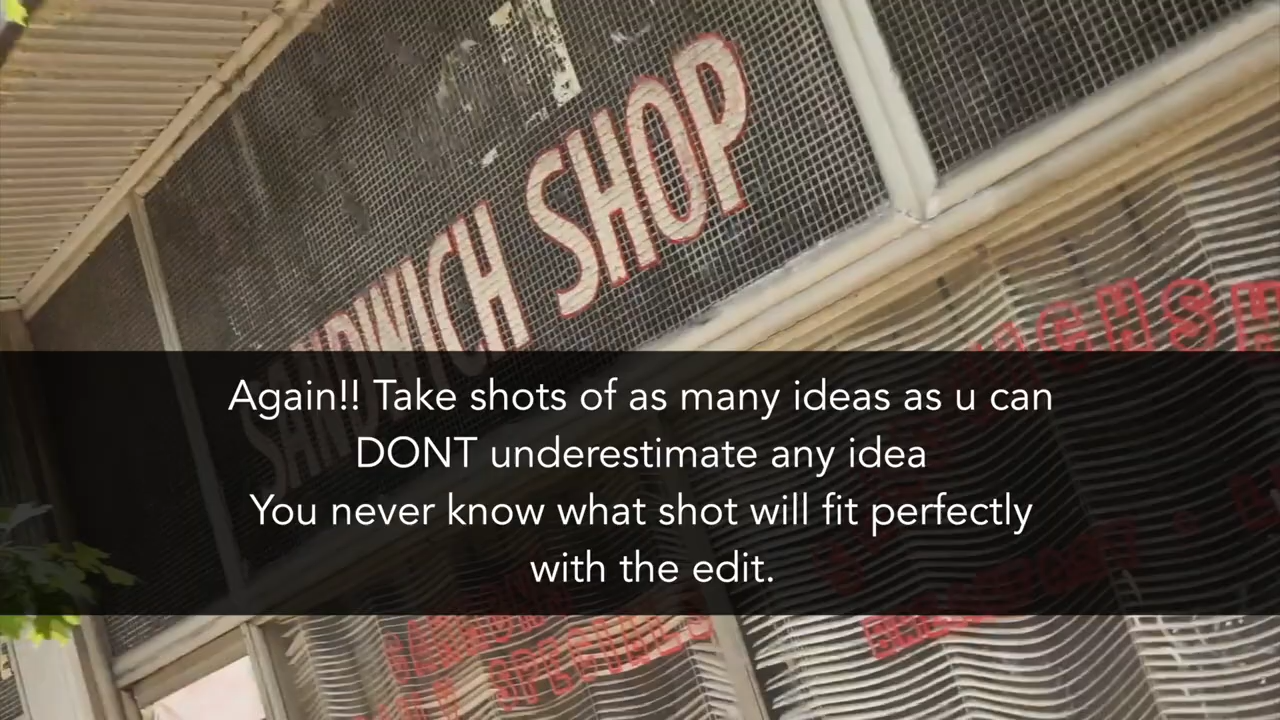 SANDWICH SHOP
Again!! Take shots of as many ideas as u can
DONT underestimate any idea
You never know what shot will fit perfectly
with the edit.